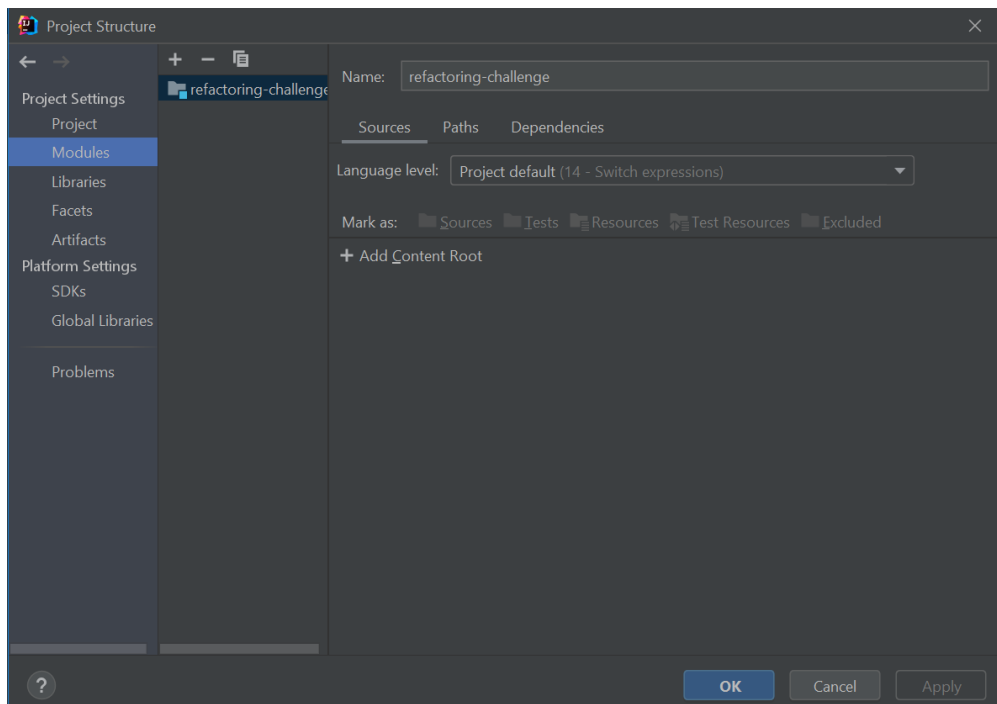 Project Structure
Project Settings
Project
Modules
Libraries
Facets
Artifacts
Platform Settings
SDKs
Global Libraries
Problems
refactoring-challenge
Name: refactoring-challenge
Sources Paths Dependencies
Language level: Project default (14 - Switch expressions)
Mark as: Sources Tests Resources Test Resources Excluded
+ Add Content Root
? OK Cancel Apply